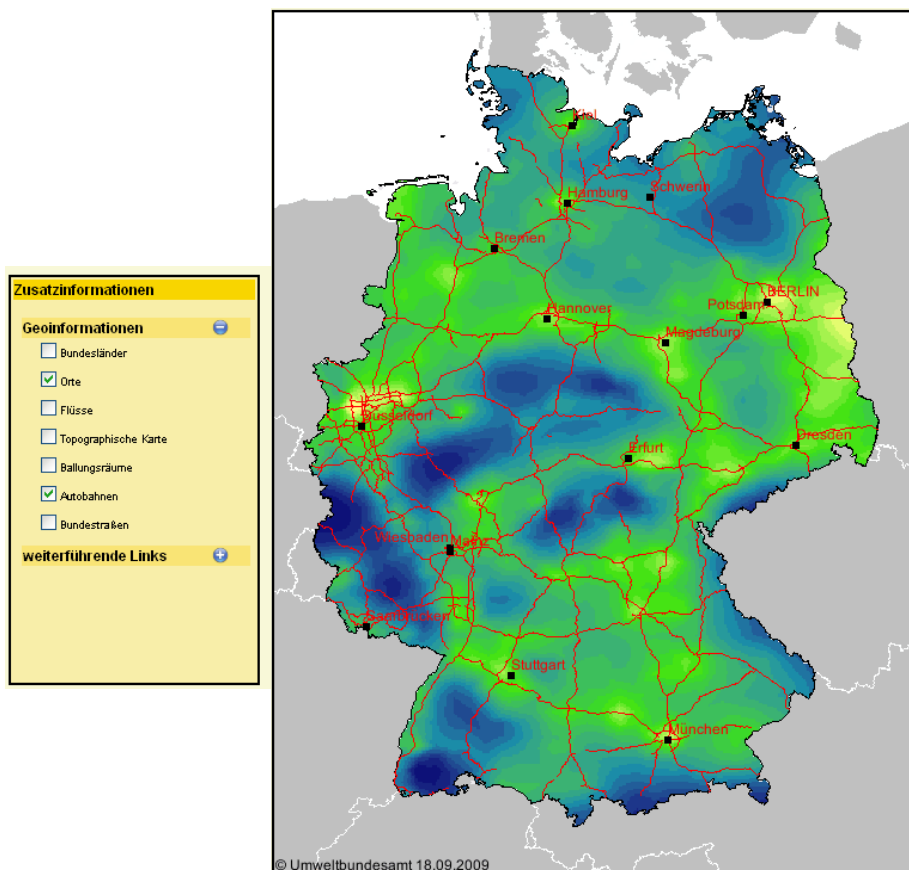 Zusatzinformationen
Geoinformationen
Bundesländer
Orte
Flüsse
Topographische Karte
Ballungsräume
Autobahnen
Bundestraßen
weiterführende Links
Kiel
Hamburg
Schwerin
Bremen
BERLIN
Potsdam
Hannover
Magdeburg
Düsseldorf
Dresden
Erfurt
Wiesbaden
Mainz
Saarbrücken
Stuttgart
München
© Umweltbundesamt 18.09.2009